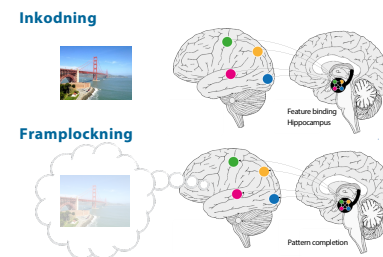 Inkodning
Feature binding
Hippocampus
Framplockning
Pattern completion